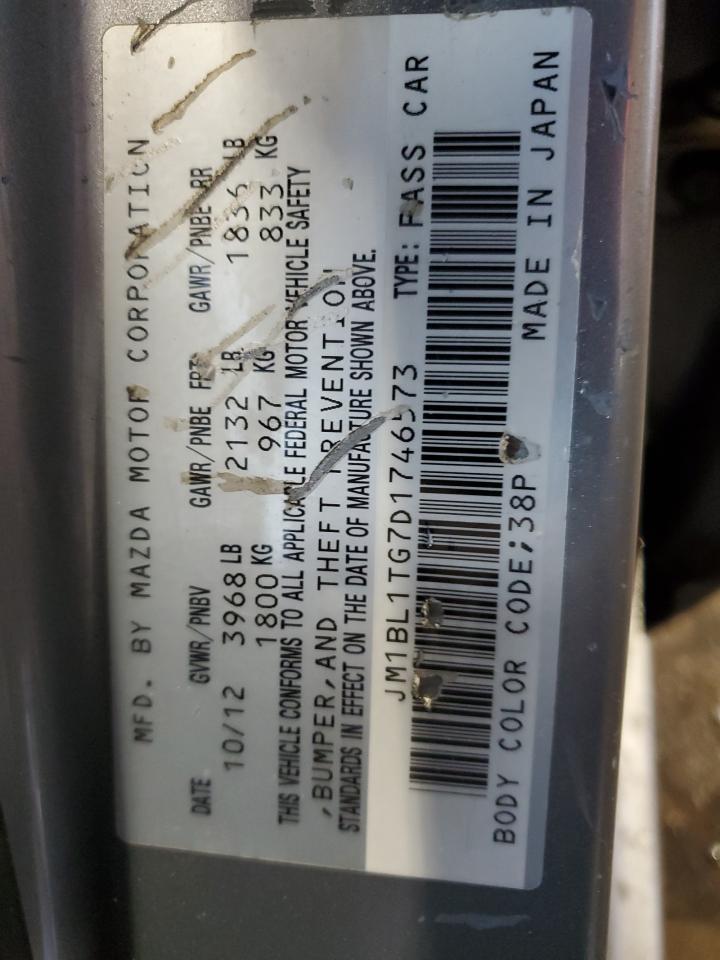 MFD. BY MAZDA MOTOR CORPORATION
DATE GVWR/PNBV GAWR/PNBE FRT GAWR/PNBE RR
10/12 3968 LB 2132 LB 1836 LB
1800 KG 967 KG 833 KG
THIS VEHICLE CONFORMS TO ALL APPLICABLE FEDERAL MOTOR VEHICLE SAFETY
,BUMPER,AND THEFT PREVENTION
STANDARDS IN EFFECT ON THE DATE OF MANUFACTURE SHOWN ABOVE.
JM1BL1TG7D1746573 TYPE: PASS CAR
BODY COLOR CODE;38P MADE IN JAPAN